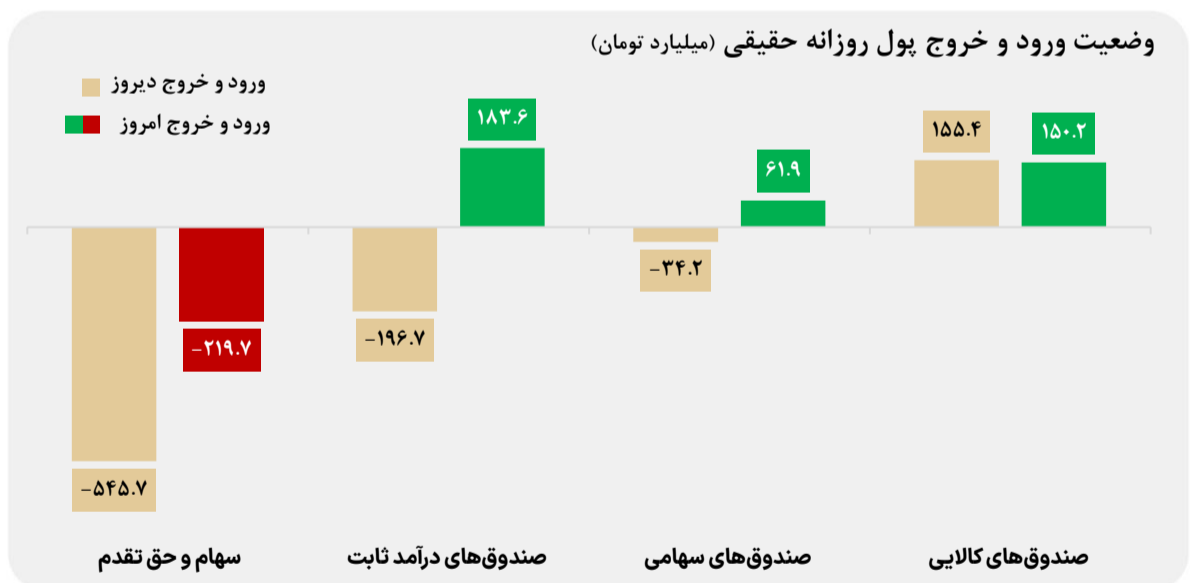 وضعیت ورود و خروج پول روزانه حقیقی (میلیارد تومان)
ورود و خروج دیروز
ورود و خروج امروز
۱۸۳.۶
۶۱.۹
۱۵۵.۴
۱۵۰.۲
−۵۴۵.۷
−۲۱۹.۷
−۱۹۶.۷
−۳۴.۲
سهام و حق تقدم
صندوق‌های درآمد ثابت
صندوق‌های سهامی
صندوق‌های کالایی